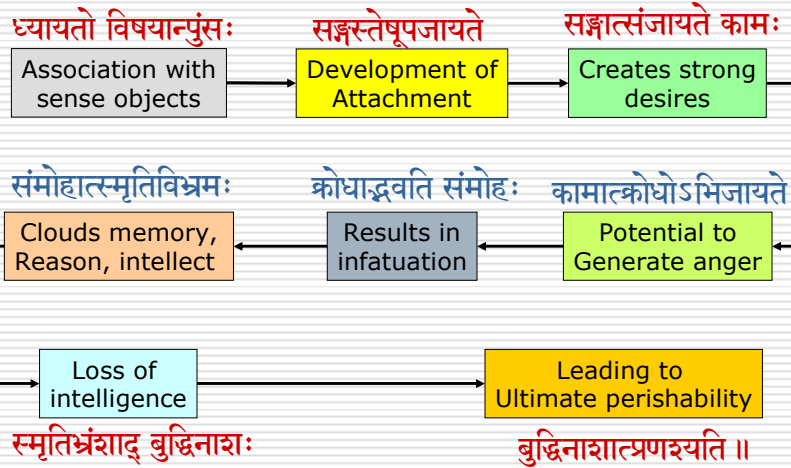 ध्यायतो विषयान्पुंसः
Association with
sense objects
सङ्गस्तेषूपजायते
Development of
Attachment
सङ्गात्संजायते कामः
Creates strong
desires
कामात्क्रोधोऽभिजायते
Potential to
Generate anger
क्रोधाद्भवति संमोहः
Results in
infatuation
संमोहात्स्मृतिविभ्रमः
Clouds memory,
Reason, intellect
Loss of
intelligence
स्मृतिभ्रंशाद् बुद्धिनाशः
Leading to
Ultimate perishability
बुद्धिनाशात्प्रणश्यति ॥